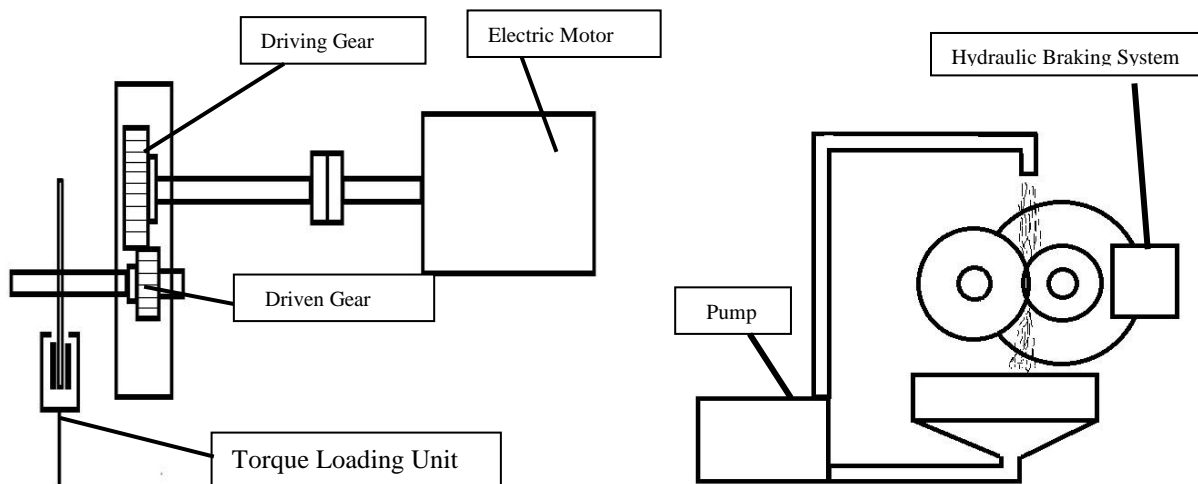 Driving Gear
Electric Motor
Hydraulic Braking System
Driven Gear
Pump
Torque Loading Unit